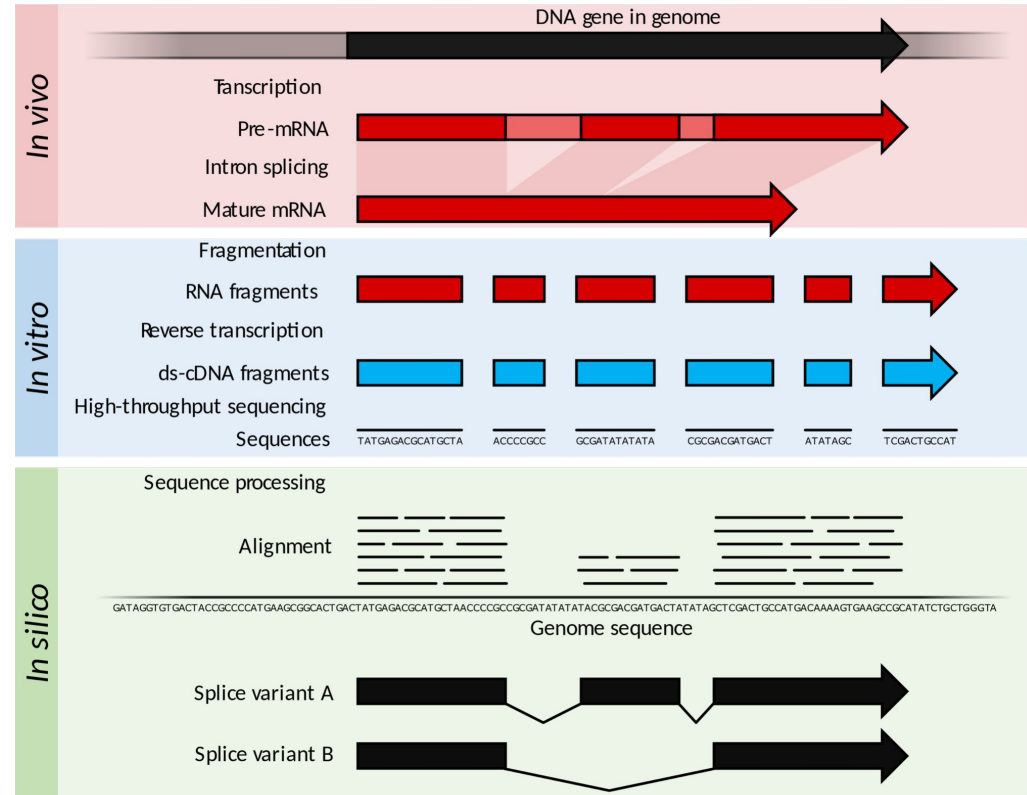 In vivo
DNA gene in genome
Transcription
Pre-mRNA
Intron splicing
Mature mRNA
In vitro
Fragmentation
RNA fragments
Reverse transcription
ds-cDNA fragments
High-throughput sequencing
Sequences TATGAGACGCATGCTA ACCCCGCC GCGATATATATA CGCGACGATGACT ATATAGC TCGACTGCCAT
In silico
Sequence processing
Alignment
GATAGGTGTGACTACCGCCCCATGAAGCGGCACTGACTATGAGACGCATGCTAACCCCGCCGCGATATATATACGCGACGATGACTATATAGCTCGACTGCCATGACAAAAGTGAAGCCGCATATCTGCTGGGTA
Genome sequence
Splice variant A
Splice variant B